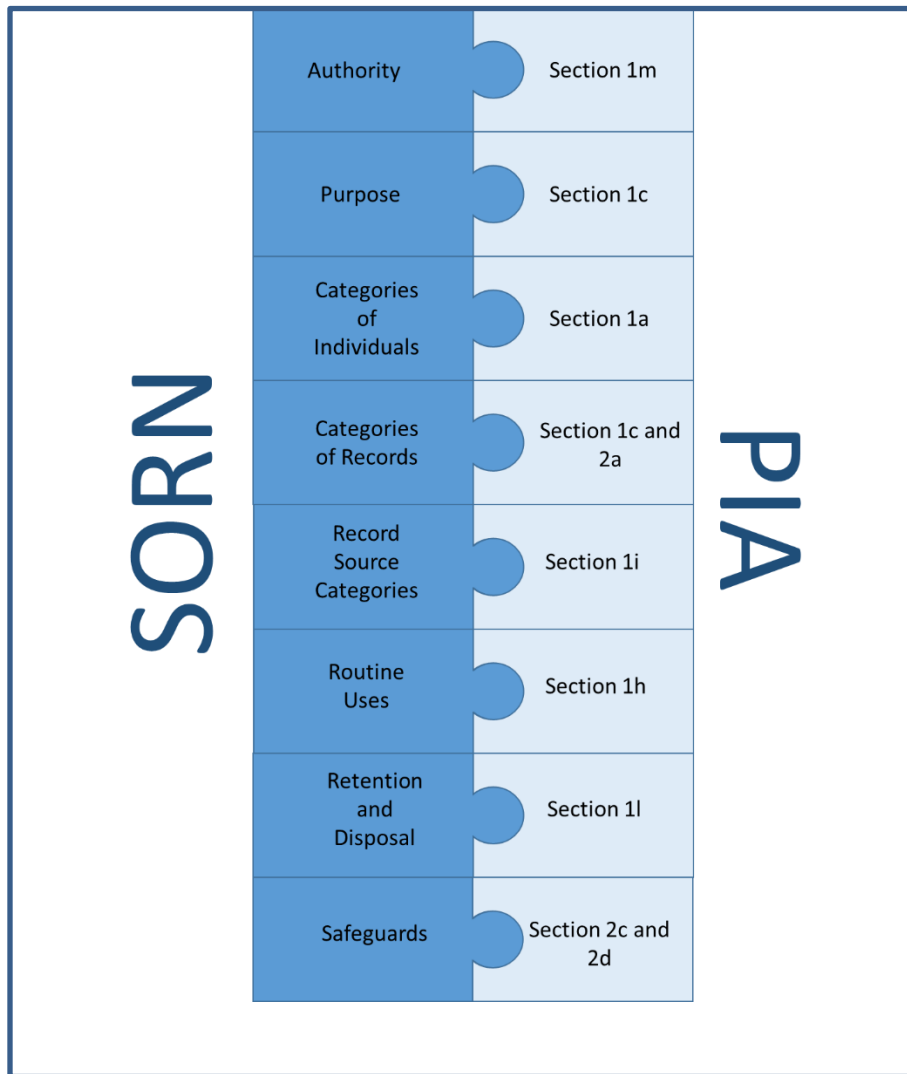 SORN
PIA
Authority
Section 1m
Purpose
Section 1c
Categories
of
Individuals
Section 1a
Categories
of Records
Section 1c and
2a
Record
Source
Categories
Section 1i
Routine
Uses
Section 1h
Retention
and
Disposal
Section 1l
Safeguards
Section 2c and
2d